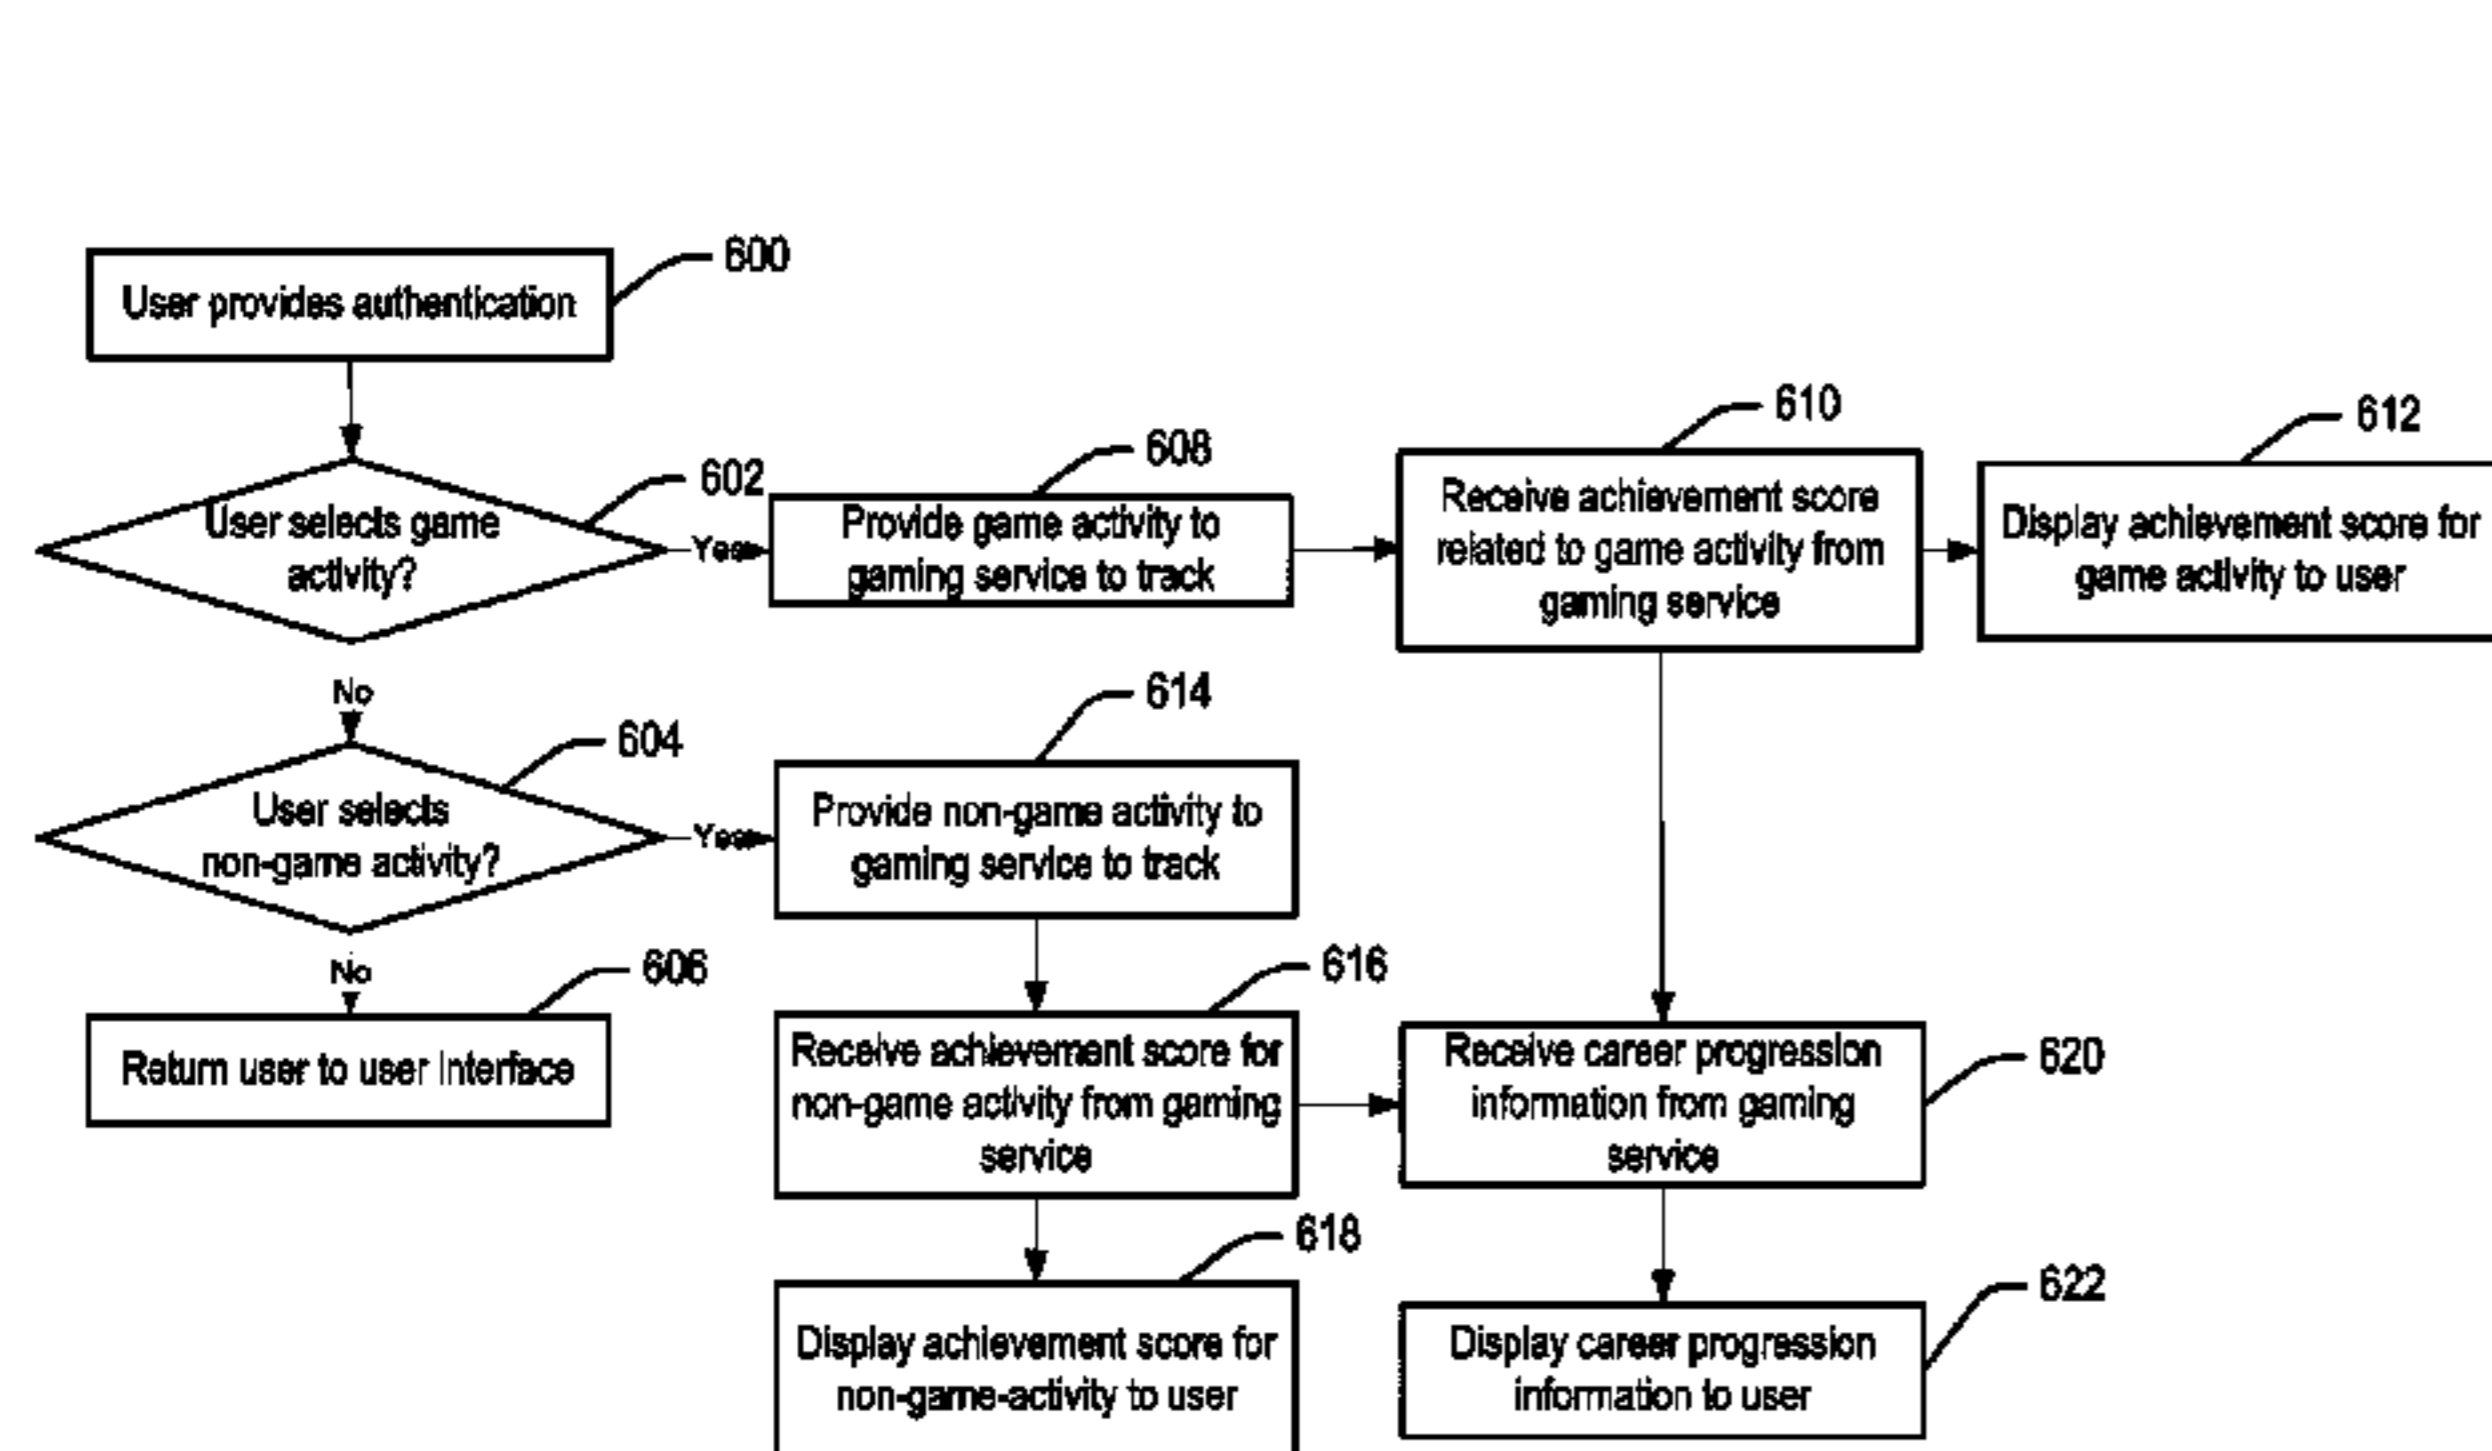 600
User provides authentication
602
User selects game
activity?
Yes
608
Provide game activity to
gaming service to track
610
Receive achievement score
related to game activity from
gaming service
612
Display achievement score for
game activity to user
No
604
User selects
non-game activity?
Yes
614
Provide non-game activity to
gaming service to track
No
606
Return user to user interface
616
Receive achievement score for
non-game activity from gaming
service
620
Receive career progression
information from gaming
service
618
Display achievement score for
non-game-activity to user
622
Display career progression
information to user